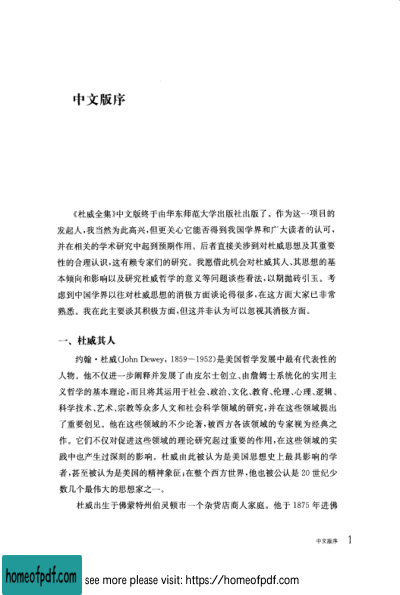 中文版序
《杜威全集》中文版终于由华东师范大学出版社出版了。作为这一项目的
发起人,我当然为此高兴,但更关心它能否得到我国学界和广大读者的认可,
并在相关的学术研究中起到预期作用。后者直接关涉到对杜威思想及其重要
性的合理认识,这有赖专家们的研究。我愿借此机会对杜威其人、其思想的基
本倾向和影响以及研究杜威哲学的意义等问题谈些看法,以期抛砖引玉。考
虑到中国学界以往对杜威思想的消极方面谈论得很多,在这方面大家已非常
熟悉。我在此主要谈其积极方面,但这并非认为可以忽视其消极方面。
一、杜威其人
约翰·杜威(John Dewey, 1859—1952)是美国哲学发展中最有代表性的
人物。他不仅进一步阐释并发展了由皮尔士创立、由詹姆士系统化的实用主
义哲学的基本理论,而且将其运用于社会、政治、文化、教育、伦理、心理、逻辑、
科学技术、艺术、宗教等众多人文和社会科学领域的研究,并在这些领域提出
了重要创见。他在这些领域的不少论著,被西方各该领域的专家视为经典之
作。它们不仅对促进这些领域的理论研究起过重要的作用,在这些领域的实
践中也产生过深刻的影响。杜威由此被认为是美国思想史上最具影响的学
者,甚至被认为是美国的精神象征;在整个西方世界,他也被公认是 20 世纪少
数几个最伟大的思想家之一。
杜威出生于佛蒙特州伯灵顿市一个杂货店商人家庭。他于 1875 年进佛
中文版序 1
homeofpdf.com see more please visit: https://homeofpdf.com